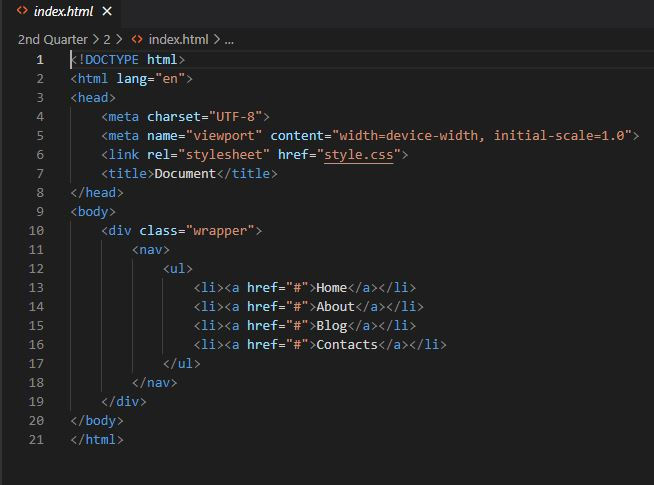 index.html
2nd Quarter > 2 > index.html > ...
1 <!DOCTYPE html>
2 <html lang="en">
3 <head>
4     <meta charset="UTF-8">
5     <meta name="viewport" content="width=device-width, initial-scale=1.0">
6     <link rel="stylesheet" href="style.css">
7     <title>Document</title>
8 </head>
9 <body>
10     <div class="wrapper">
11         <nav>
12             <ul>
13                 <li><a href="#">Home</a></li>
14                 <li><a href="#">About</a></li>
15                 <li><a href="#">Blog</a></li>
16                 <li><a href="#">Contacts</a></li>
17             </ul>
18         </nav>
19     </div>
20 </body>
21 </html>